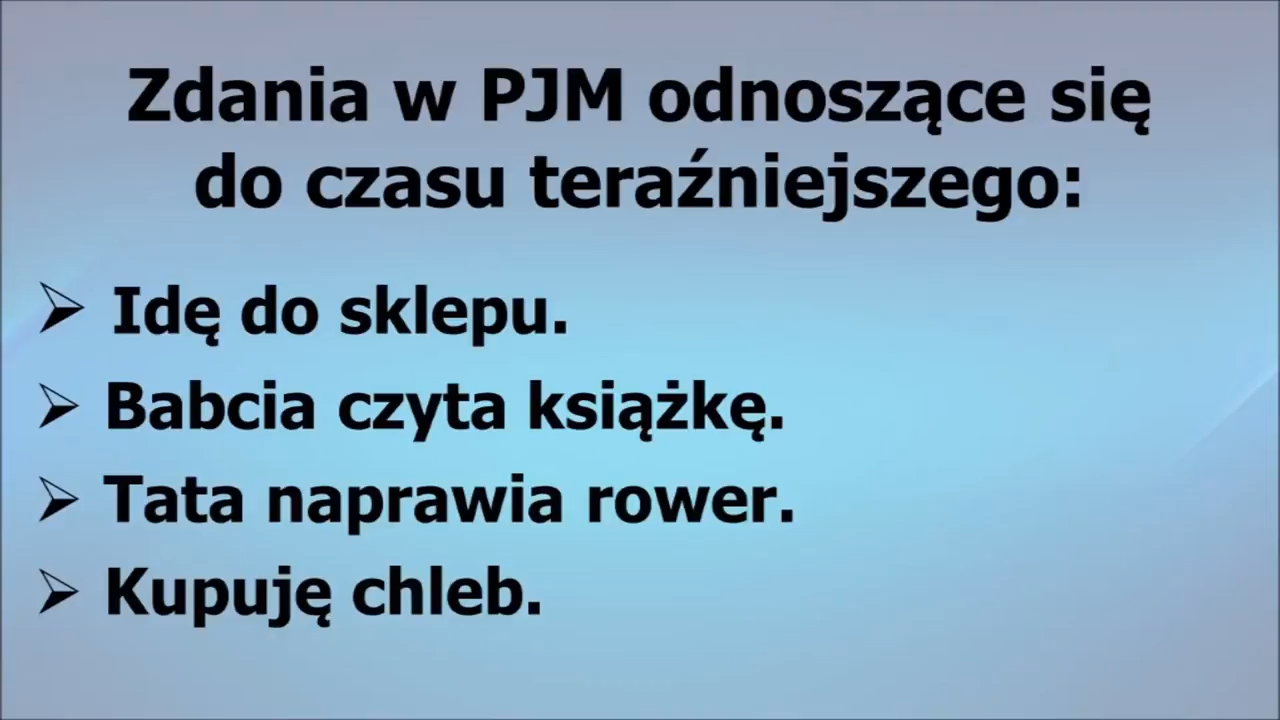 Zdania w PJM odnoszące się
do czasu teraźniejszego:
Idę do sklepu.
Babcia czyta książkę.
Tata naprawia rower.
Kupuję chleb.